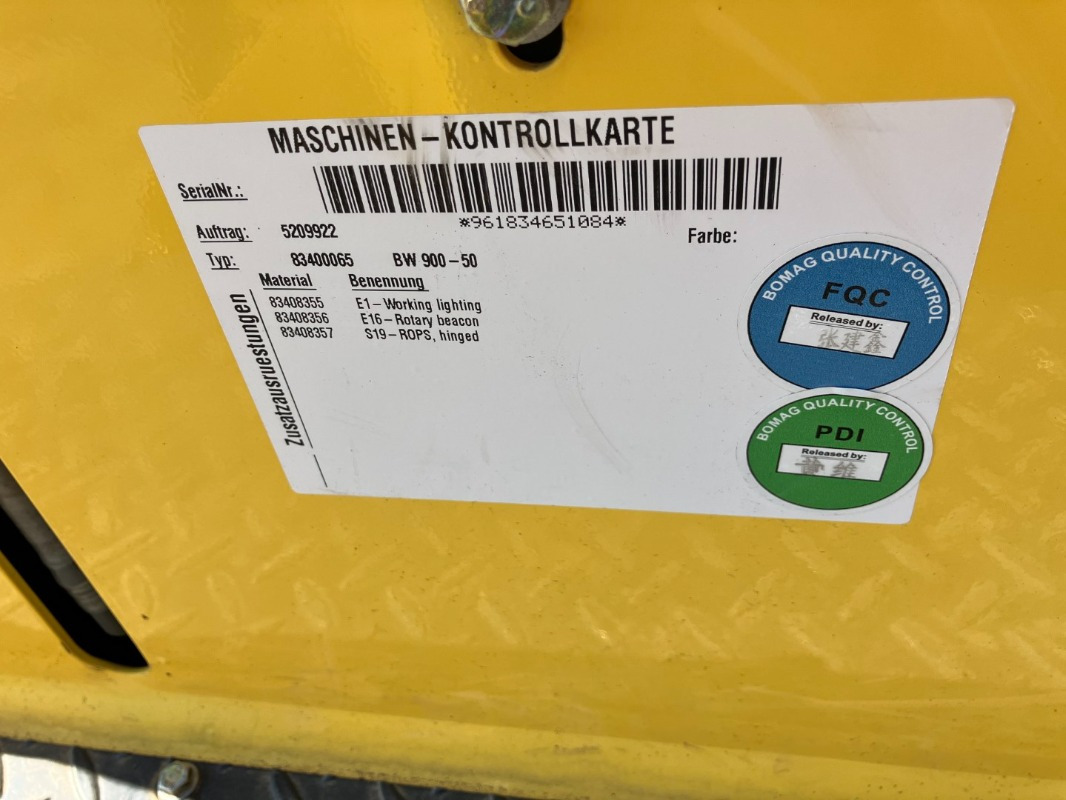 MASCHINEN-KONTROLLKARTE
SerialNr.:
*961834651084*
Auftrag: 5209922
Farbe:
Typ: 83400065 BW 900-50
Material Benennung
Zusatzausruestungen
83408355 E1-Working lighting
83408356 E16-Rotary beacon
83408357 S19-ROPS, hinged
BOMAG QUALITY CONTROL
FQC
Released by:
张建鑫
BOMAG QUALITY CONTROL
PDI
Released by:
维